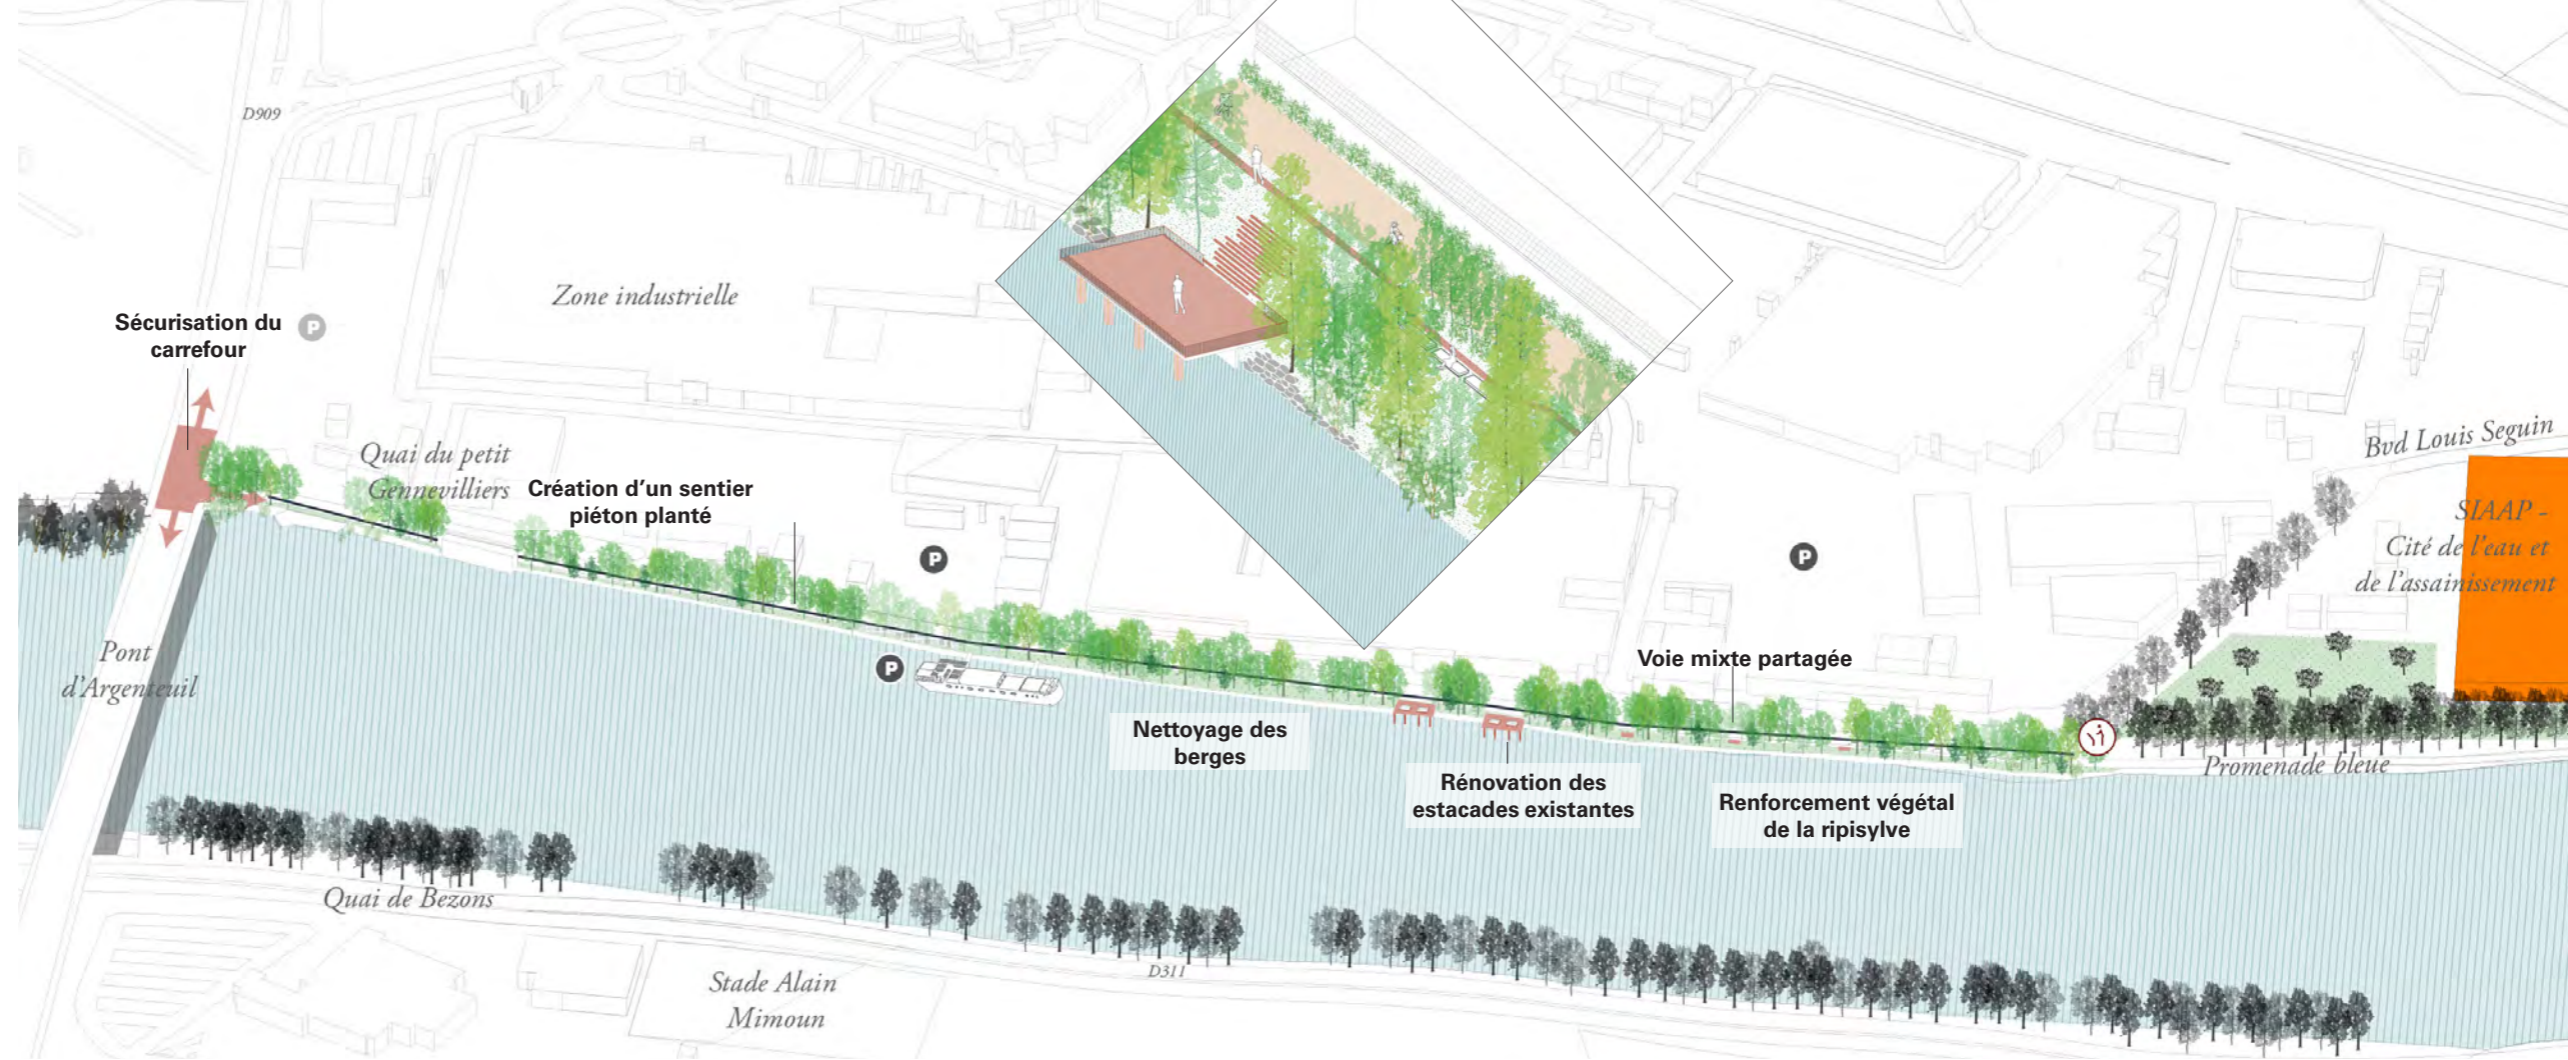 D909
Zone industrielle
Sécurisation du
carrefour
P
Quai du petit
Gennevilliers
Création d'un sentier
piéton planté
P
P
Bvd Louis Seguin
SIAAP -
Cité de l'eau et
de l'assainissement
Pont
d'Argenteuil
P
Voie mixte partagée
Nettoyage des
berges
Rénovation des
estacades existantes
Renforcement végétal
de la ripisylve
Promenade bleue
Quai de Bezons
D311
Stade Alain
Mimoun